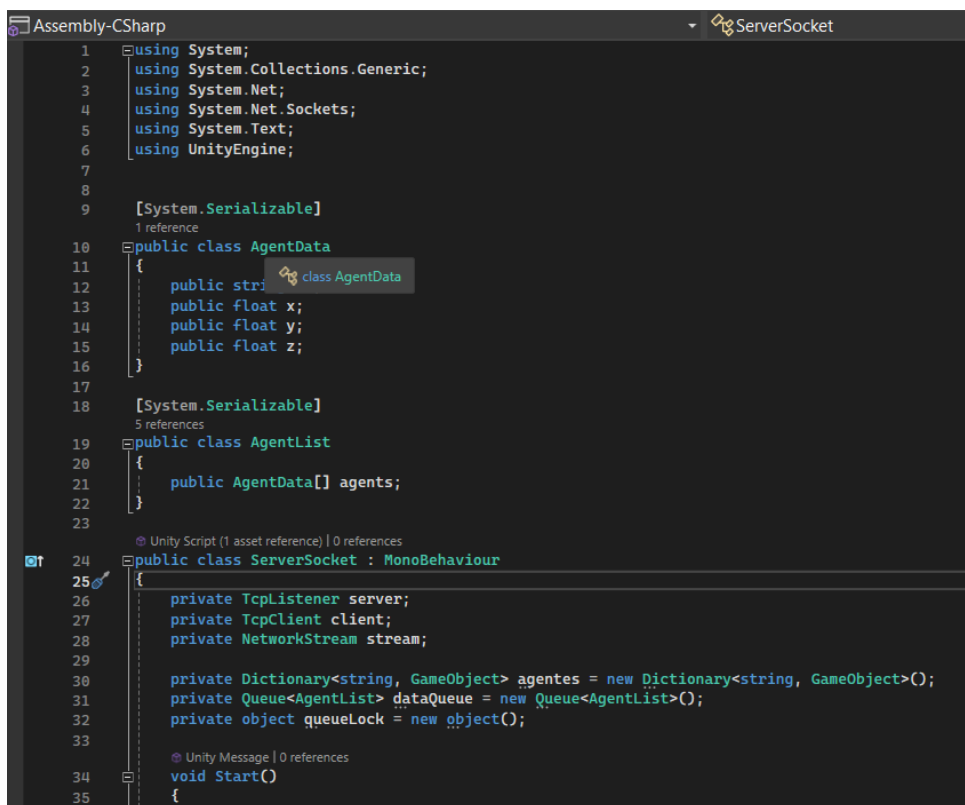 Assembly-CSharp ServerSocket
1 using System;
2 using System.Collections.Generic;
3 using System.Net;
4 using System.Net.Sockets;
5 using System.Text;
6 using UnityEngine;
7
8
9 [System.Serializable]
1 reference
10 public class AgentData
11 {
class AgentData
12 public stri
13 public float x;
14 public float y;
15 public float z;
16 }
17
18 [System.Serializable]
5 references
19 public class AgentList
20 {
21 public AgentData[] agents;
22 }
23
Unity Script (1 asset reference) | 0 references
24 public class ServerSocket : MonoBehaviour
25 {
26 private TcpListener server;
27 private TcpClient client;
28 private NetworkStream stream;
29
30 private Dictionary<string, GameObject> agentes = new Dictionary<string, GameObject>();
31 private Queue<AgentList> dataQueue = new Queue<AgentList>();
32 private object queueLock = new object();
33
Unity Message | 0 references
34 void Start()
35 {